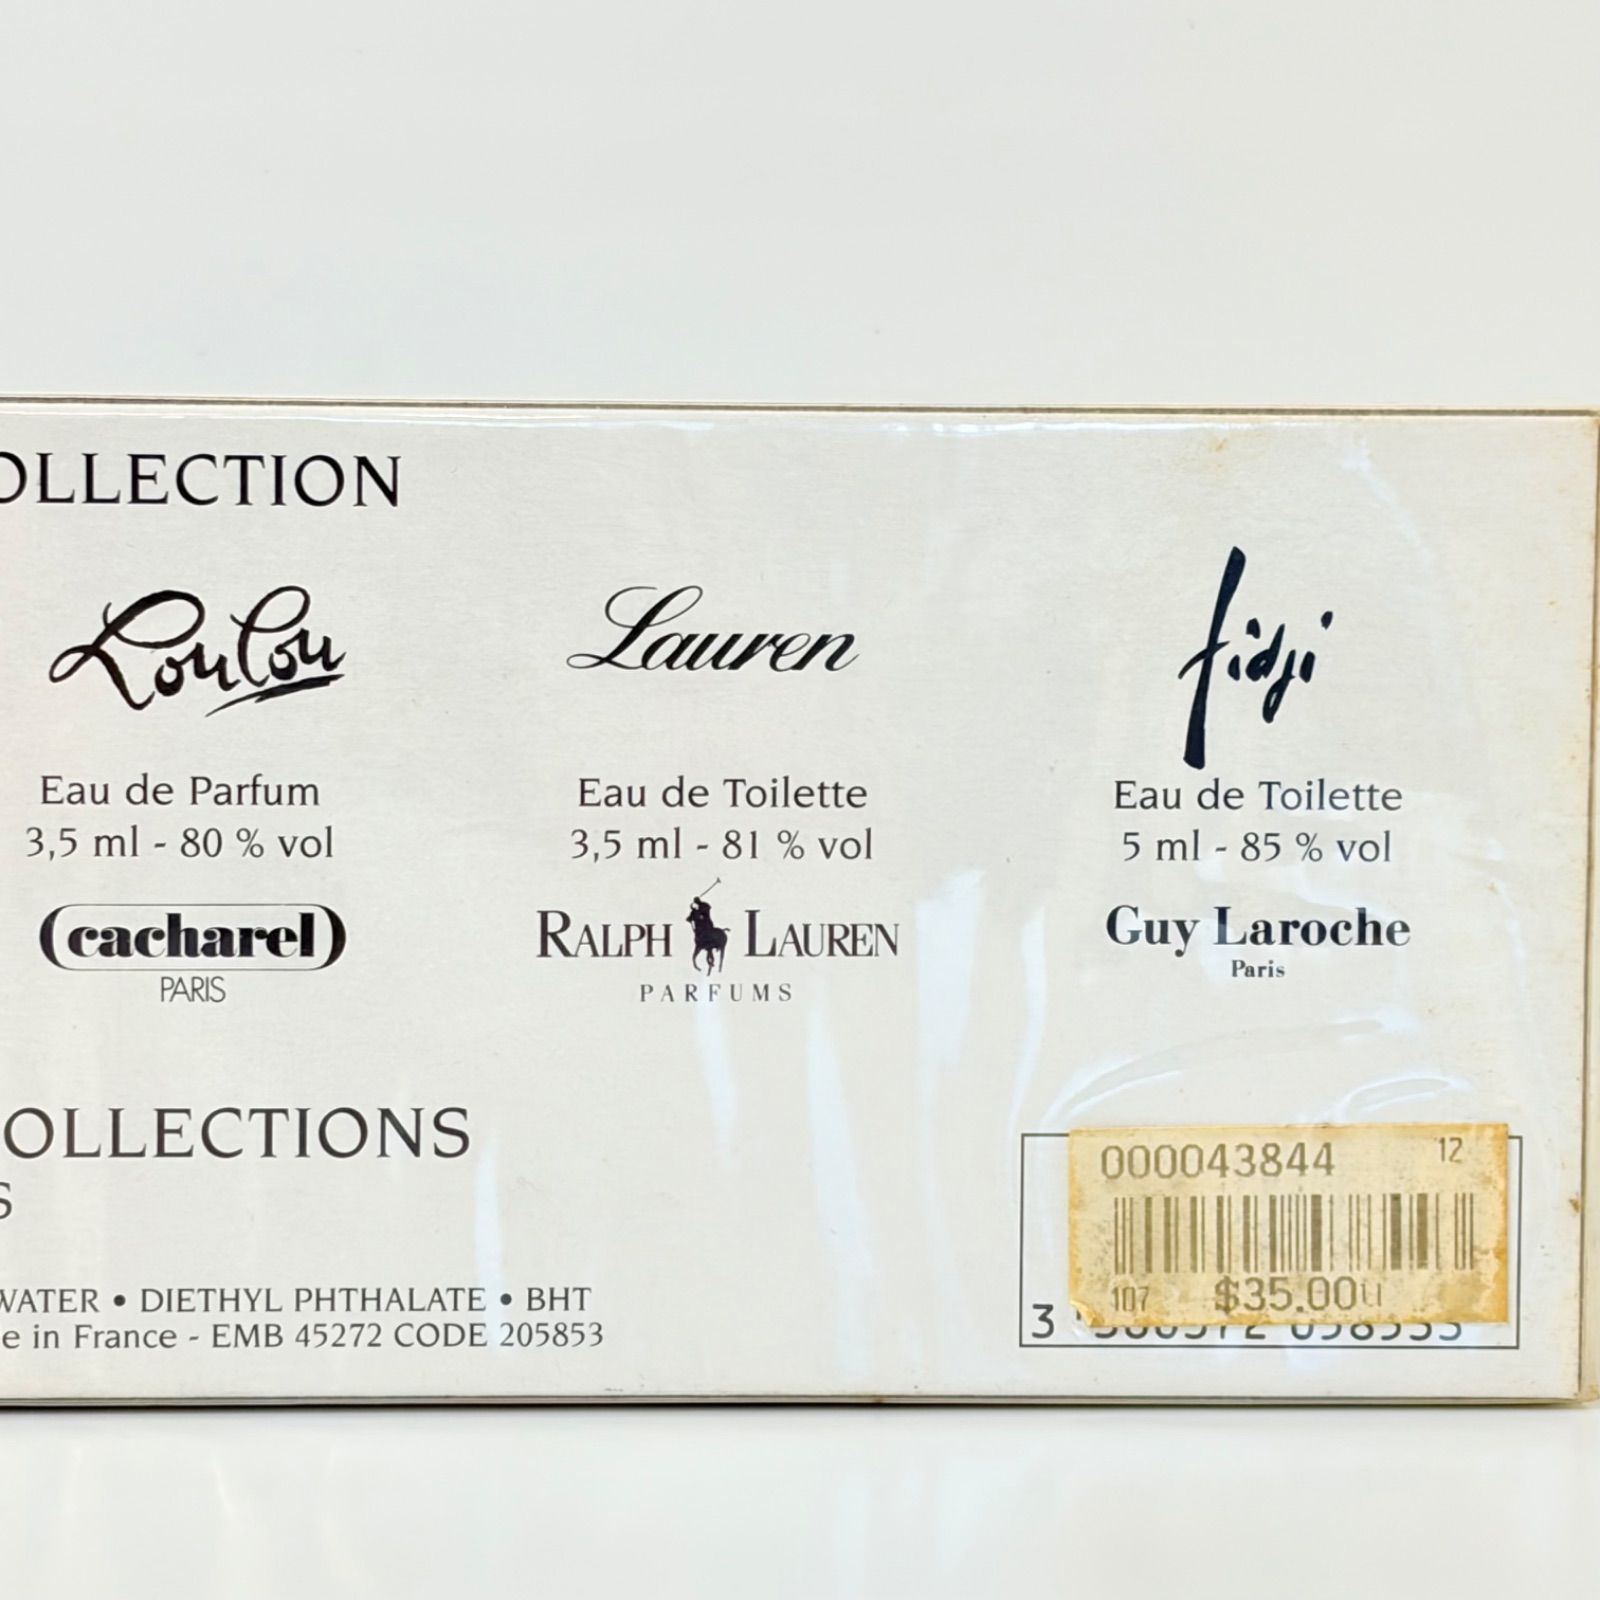 OLLECTION
Loulou
Lauren
fidji
Eau de Parfum
3,5 ml - 80 % vol
Eau de Toilette
3,5 ml - 81 % vol
Eau de Toilette
5 ml - 85 % vol
(cacharel)
PARIS
RALPH LAUREN
PARFUMS
Guy Laroche
Paris
OLLECTIONS
S
WATER • DIETHYL PHTHALATE • BHT
e in France - EMB 45272 CODE 205853
000043844 12
107 $35.00u
3